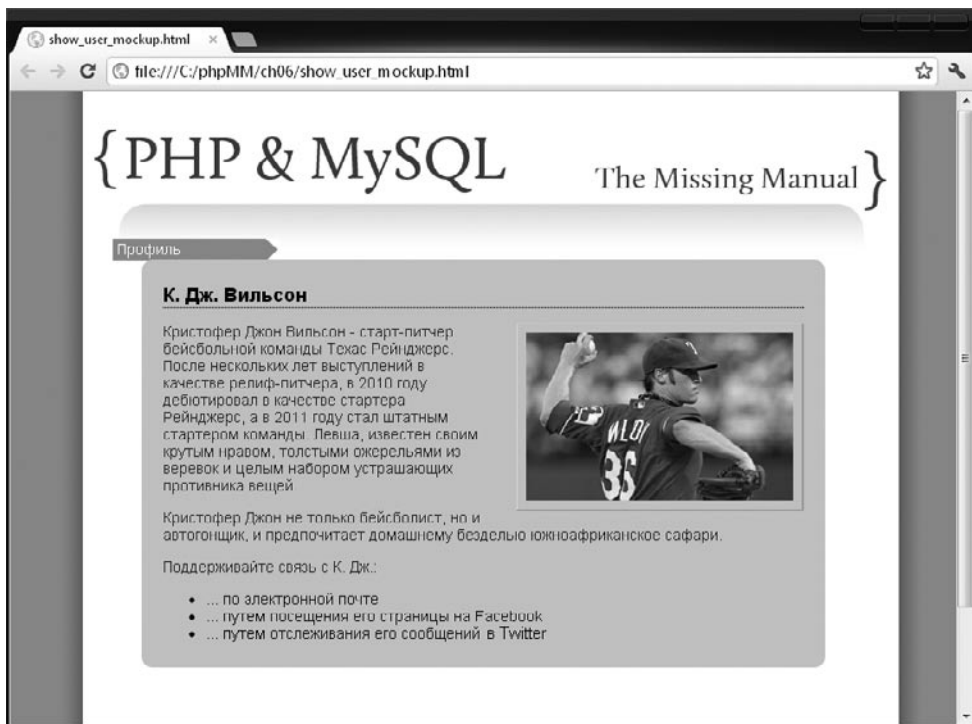 show_user_mockup.html
file:///C:/phpMM/ch06/show_user_mockup.html
{ PHP & MySQL
The Missing Manual }
Профиль
К. Дж. Вильсон
Кристофер Джон Вильсон - старт-питчер
бейсбольной команды Техас Рейнджерс.
После нескольких лет выступлений в
качестве релиф-питчера, в 2010 году
дебютировал в качестве стартера
Рейнджерс, а в 2011 году стал штатным
стартером команды. Левша, известен своим
крутым нравом, толстыми ожерельями из
веревок и целым набором устрашающих
противника вещей
Кристофер Джон не только бейсболист, но и
автогонщик, и предпочитает домашнему безделью южноафриканское сафари.
Поддерживайте связь с К. Дж.:
• ... по электронной почте
• ... путем посещения его страницы на Facebook
• ... путем отслеживания его сообщений в Twitter
36